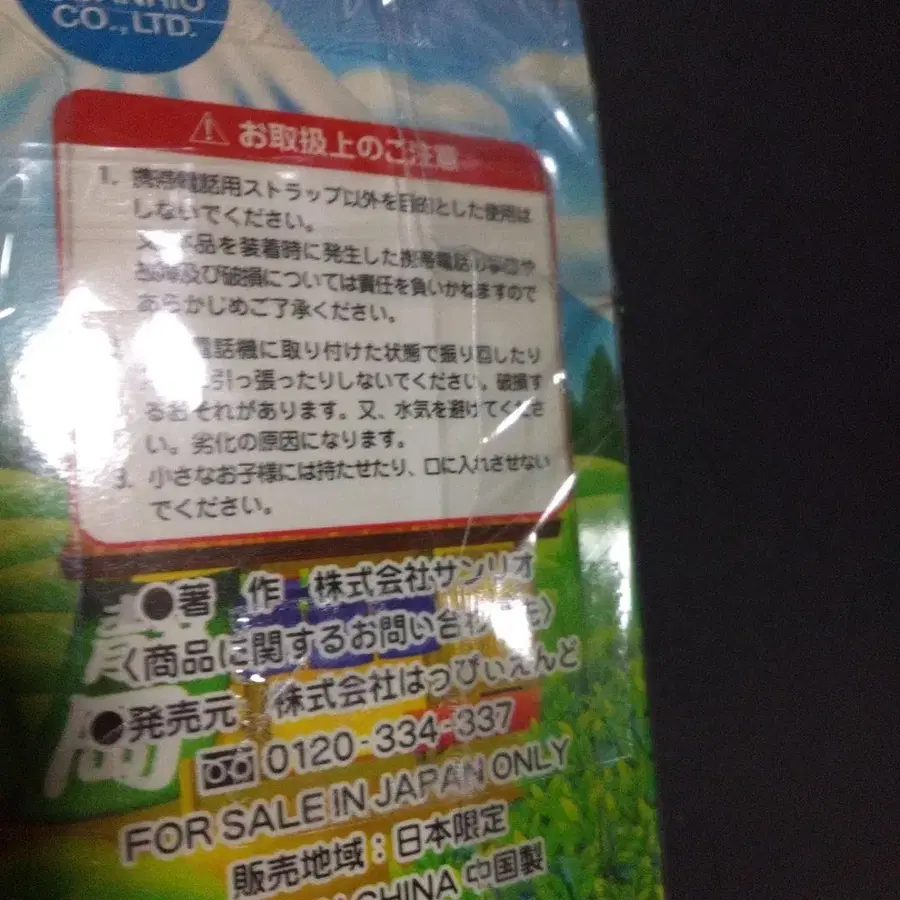 CO.,LTD.
お取扱上のご注意
1. 携帯電話用ストラップ以外を目的とした使用は
しないでください。
品を装着時に発生した携帯電話の
故障及び破損については責任を負いかねますので
あらかじめご了承ください。
電話機に取り付けた状態で振り回したり
引っ張ったりしないでください。破損す
るおそれがあります。又、水気を避けてくださ
い。劣化の原因になります。
3. 小さなお子様には持たせたり、口に入れさせない
でください。
●著 作 株式会社サンリオ
〈商品に関するお問い合わせ先〉
●発売元 株式会社はっぴぃえんど
0120-334-337
FOR SALE IN JAPAN ONLY
販売地域：日本限定
CHINA 中国製
静
岡